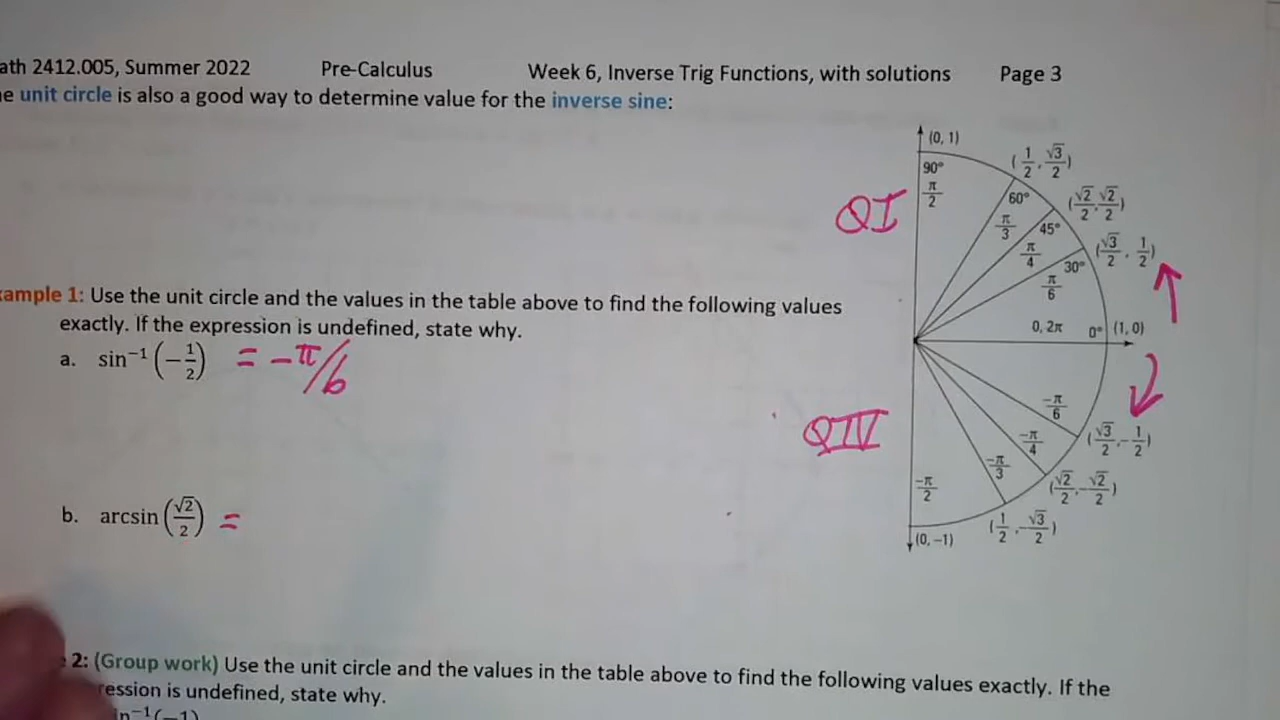 ath 2412.005, Summer 2022 Pre-Calculus Week 6, Inverse Trig Functions, with solutions Page 3
e unit circle is also a good way to determine value for the inverse sine:
ample 1: Use the unit circle and the values in the table above to find the following values
exactly. If the expression is undefined, state why.
a. sin⁻¹(−1/2) = −π/6
b. arcsin(√2/2) =
2: (Group work) Use the unit circle and the values in the table above to find the following values exactly. If the
ression is undefined, state why.
in⁻¹(−1)
QI
QIV
(0, 1)
90°
π/2
(1/2, √3/2)
60°
π/3
(√2/2, √2/2)
45°
π/4
(√3/2, 1/2)
30°
π/6
0, 2π 0° (1, 0)
−π/6
(√3/2, −1/2)
−π/4
(√2/2, −√2/2)
−π/3
(1/2, −√3/2)
−π/2
(0, −1)